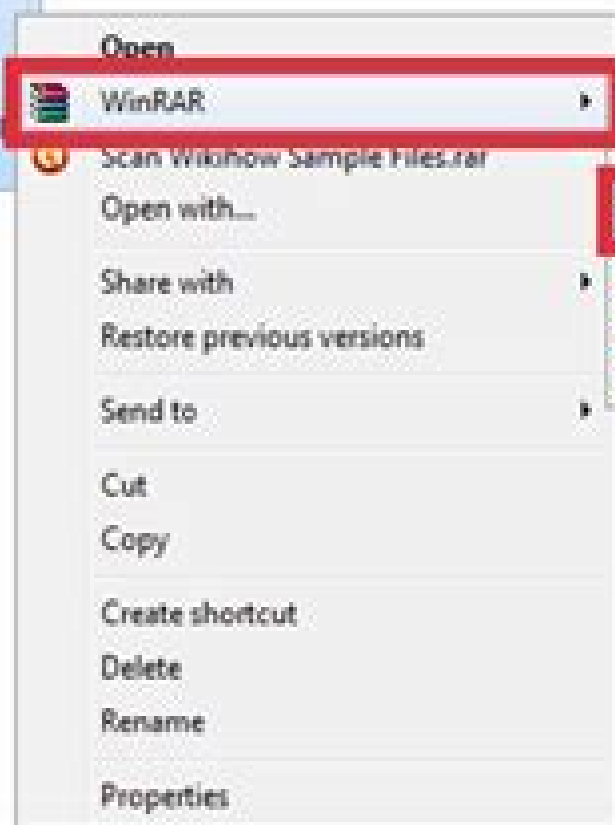 Open
WinRAR
Scan Wikihow Sample Files.rar
Open with...
Share with
Restore previous versions
Send to
Cut
Copy
Create shortcut
Delete
Rename
Properties